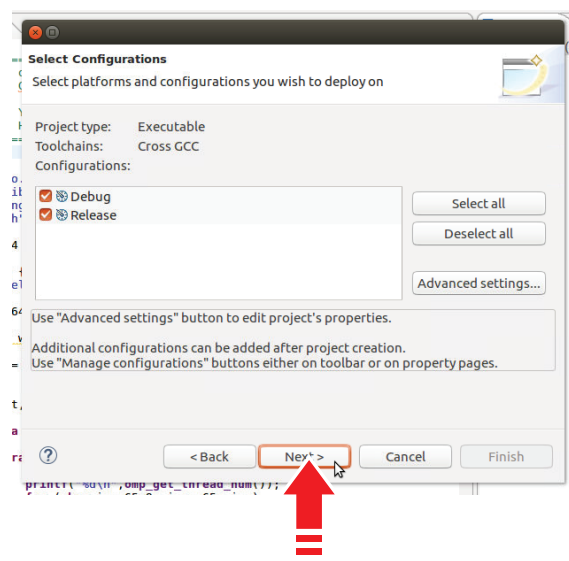 Select Configurations
Select platforms and configurations you wish to deploy on
Project type: Executable
Toolchains: Cross GCC
Configurations:
Debug
Release
Select all
Deselect all
Advanced settings...
Use "Advanced settings" button to edit project's properties.
Additional configurations can be added after project creation.
Use "Manage configurations" buttons either on toolbar or on property pages.
?
< Back
Next >
Cancel
Finish
printf("%d\n",omp_get_thread_num());